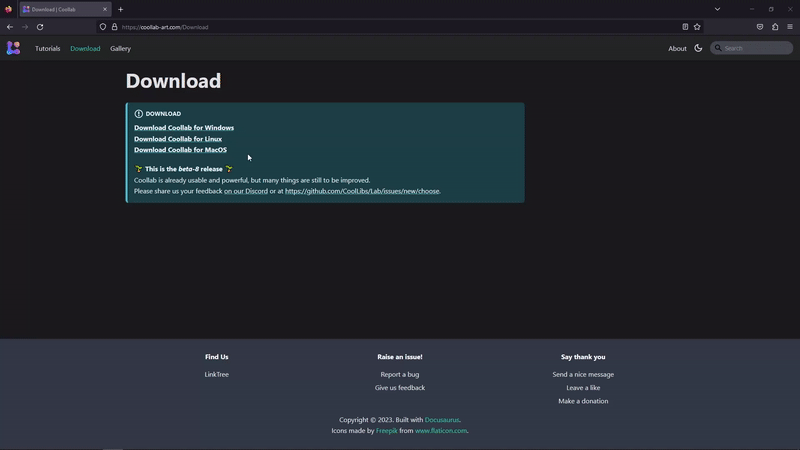 Download | Coollab
https://coollab-art.com/Download
Tutorials Download Gallery About Search
Download
DOWNLOAD
Download Coollab for Windows
Download Coollab for Linux
Download Coollab for MacOS
This is the beta-8 release
Coollab is already usable and powerful, but many things are still to be improved.
Please share us your feedback on our Discord or at https://github.com/CoolLibs/Lab/issues/new/choose.
Find Us Raise an issue! Say thank you
LinkTree Report a bug Send a nice message
Give us feedback Leave a like
Make a donation
Copyright © 2023. Built with Docusaurus.
Icons made by Freepik from www.flaticon.com.